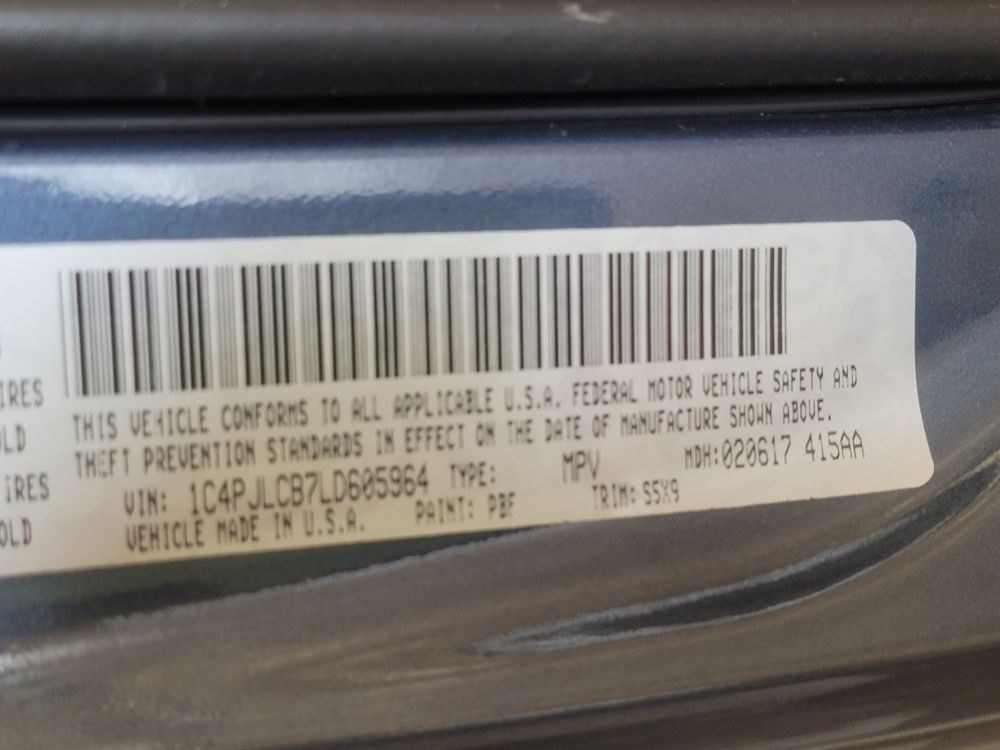 IRES
OLD
IRES
OLD
THIS VEHICLE CONFORMS TO ALL APPLICABLE U.S.A. FEDERAL MOTOR VEHICLE SAFETY AND
THEFT PREVENTION STANDARDS IN EFFECT ON THE DATE OF MANUFACTURE SHOWN ABOVE.
VIN: 1C4PJLCB7LD605964 TYPE: MPV MDH:020617 415AA
VEHICLE MADE IN U.S.A. PAINT: PBF TRIM: S5X9